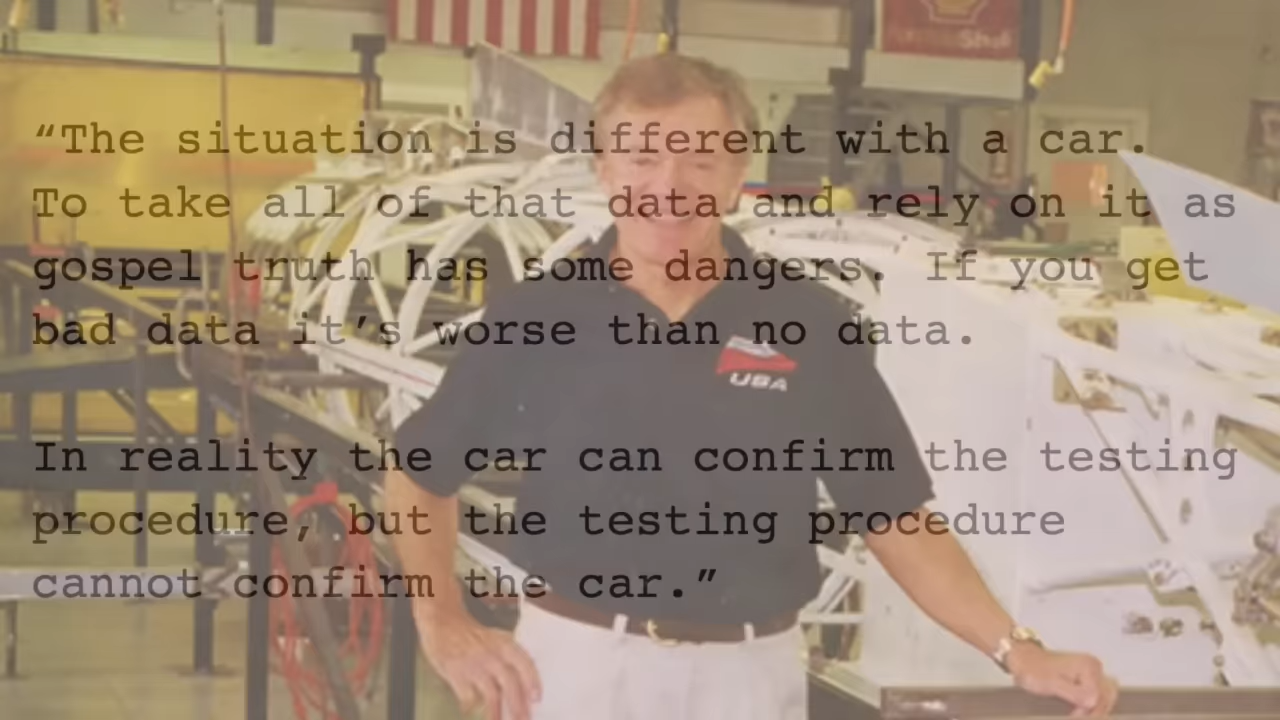 “The situation is different with a car.
To take all of that data and rely on it as
gospel truth has some dangers. If you get
bad data it’s worse than no data.
In reality the car can confirm the testing
procedure, but the testing procedure
cannot confirm the car.”
USA